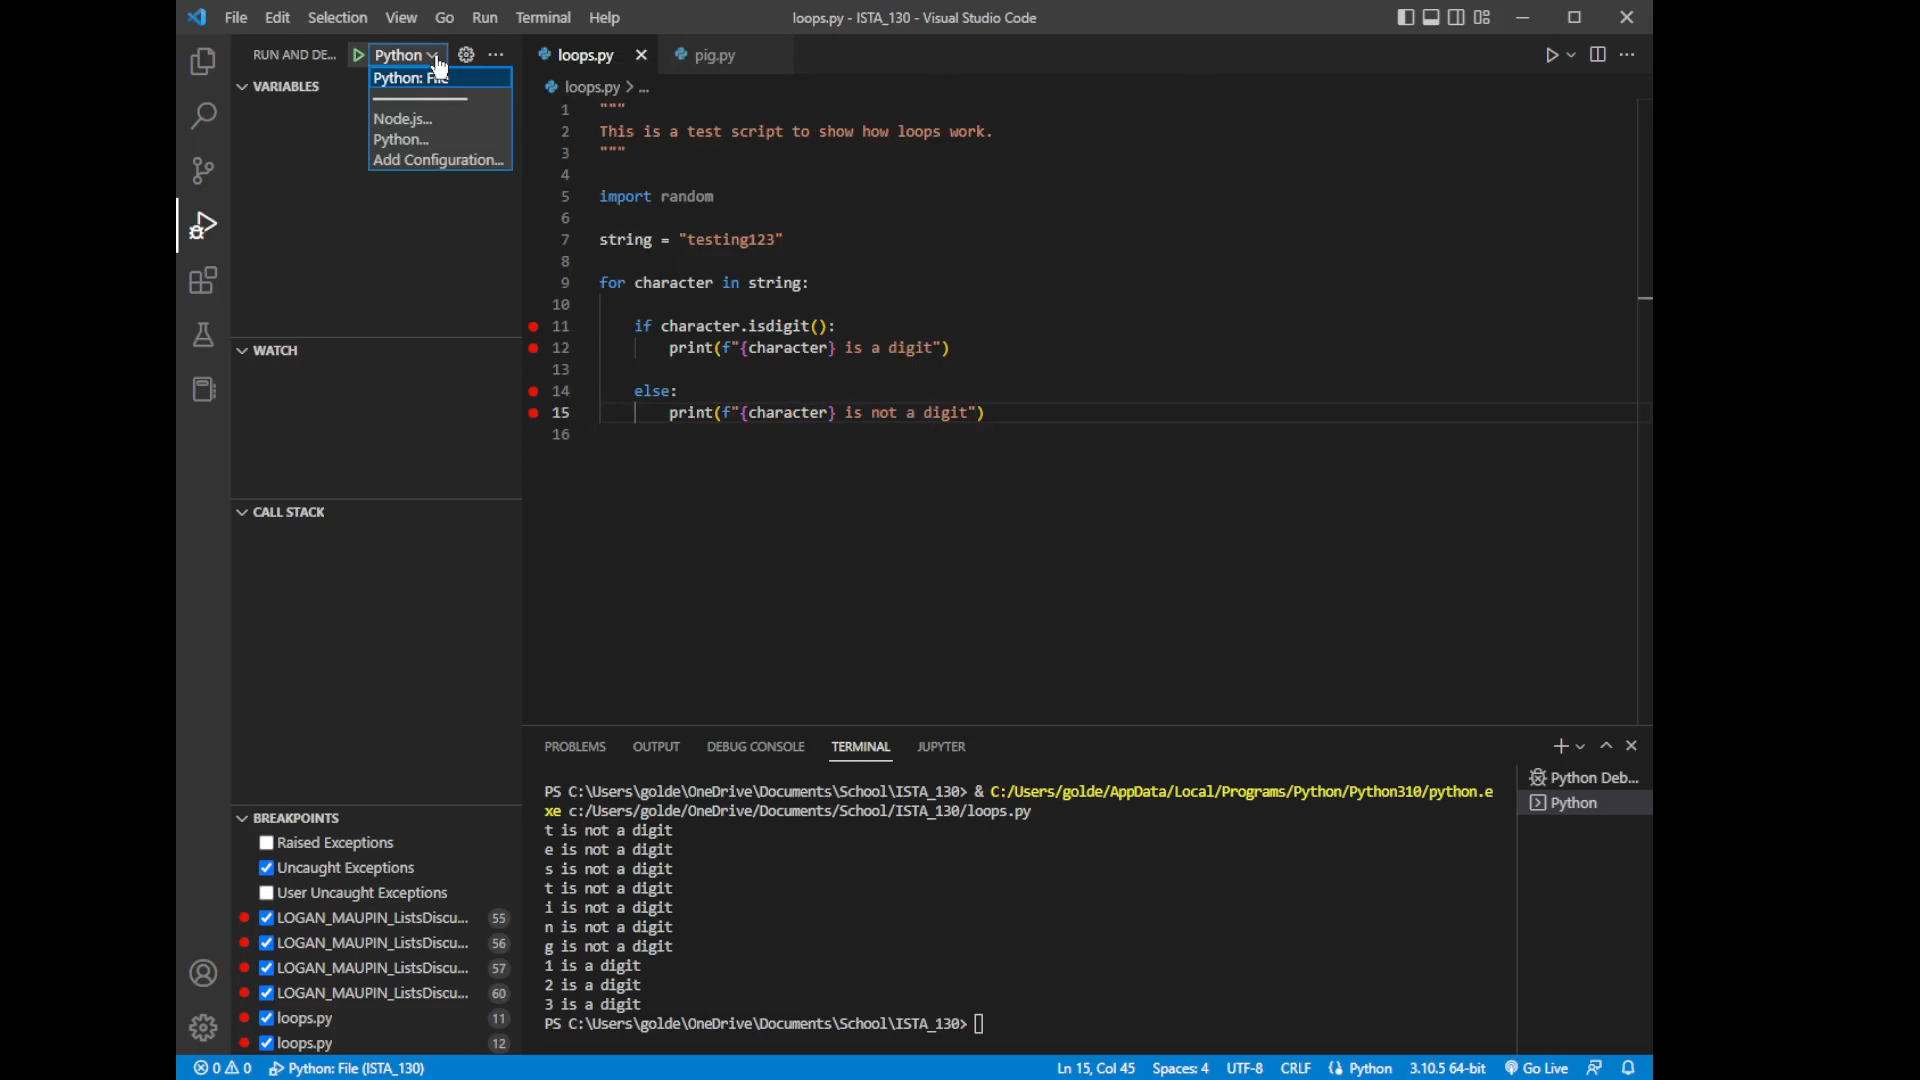 File Edit Selection View Go Run Terminal Help
loops.py - ISTA_130 - Visual Studio Code
RUN AND DE... Python
loops.py pig.py
Python: File
Node.js...
Python...
Add Configuration...
VARIABLES
WATCH
CALL STACK
BREAKPOINTS
Raised Exceptions
Uncaught Exceptions
User Uncaught Exceptions
LOGAN_MAUPIN_ListsDiscu... 55
LOGAN_MAUPIN_ListsDiscu... 56
LOGAN_MAUPIN_ListsDiscu... 57
LOGAN_MAUPIN_ListsDiscu... 60
loops.py 11
loops.py 12
loops.py > ...
1 """
2 This is a test script to show how loops work.
3 """
4
5 import random
6
7 string = "testing123"
8
9 for character in string:
10
11 if character.isdigit():
12 print(f"{character} is a digit")
13
14 else:
15 print(f"{character} is not a digit")
16
PROBLEMS OUTPUT DEBUG CONSOLE TERMINAL JUPYTER
PS C:\Users\golde\OneDrive\Documents\School\ISTA_130> & C:/Users/golde/AppData/Local/Programs/Python/Python310/python.e
xe c:/Users/golde/OneDrive/Documents/School/ISTA_130/loops.py
t is not a digit
e is not a digit
s is not a digit
t is not a digit
i is not a digit
n is not a digit
g is not a digit
1 is a digit
2 is a digit
3 is a digit
PS C:\Users\golde\OneDrive\Documents\School\ISTA_130>
Python Deb...
Python
0 0 Python: File (ISTA_130)
Ln 15, Col 45 Spaces: 4 UTF-8 CRLF Python 3.10.5 64-bit Go Live